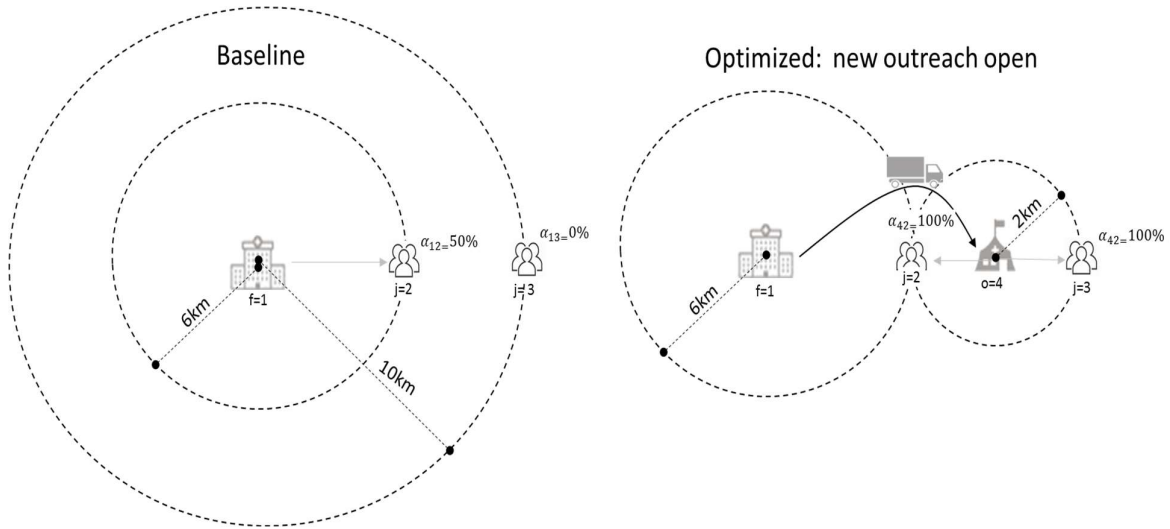 Baseline
α12=50%
α13=0%
j=2
j=3
f=1
6km
10km
Optimized: new outreach open
2km
α42=100%
α42=100%
j=2
j=3
f=1
o=4
6km